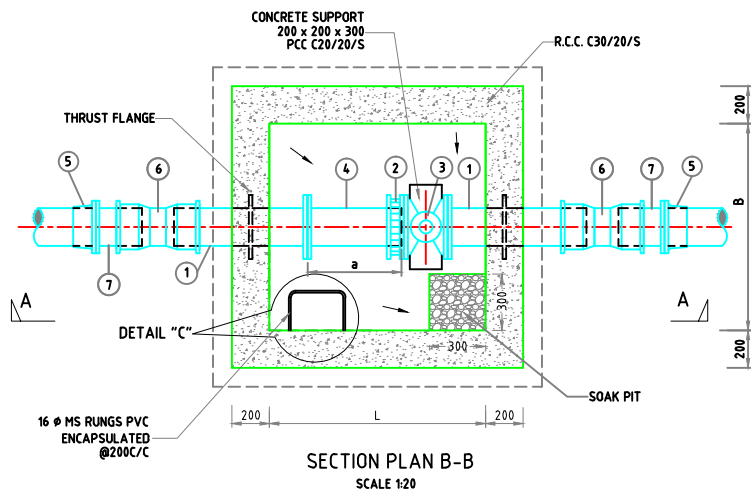 CONCRETE SUPPORT
200 x 200 x 300
PCC C20/20/S
R.C.C. C30/20/S
THRUST FLANGE
200
B
5
6
4
2
3
1
6
7
5
a
7
1
A
A
300
DETAIL "C"
300
200
SOAK PIT
200
L
200
16 Ø MS RUNGS PVC
ENCAPSULATED
@200C/C
SECTION PLAN B-B
SCALE 1:20